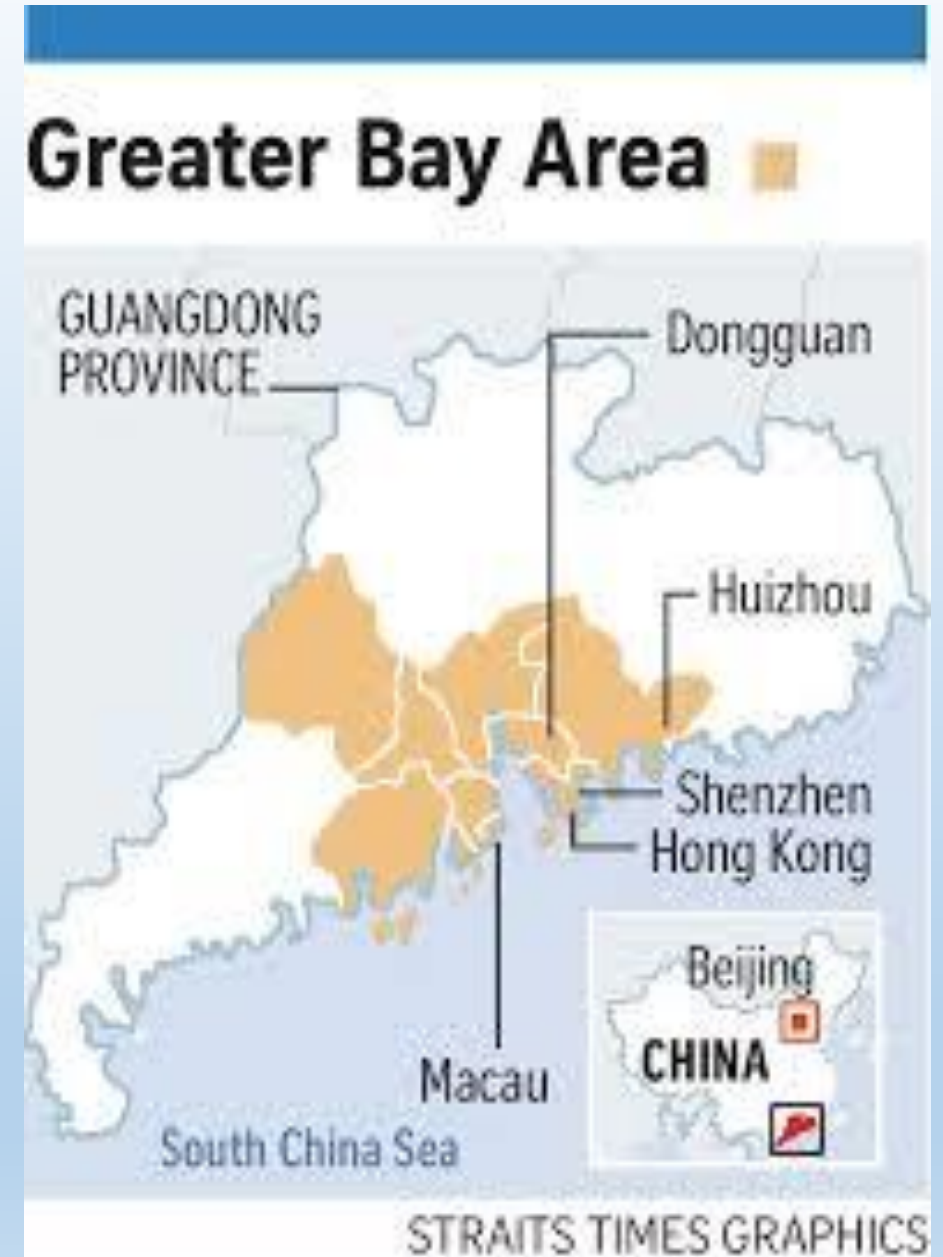 Greater Bay Area
GUANGDONG
PROVINCE
Dongguan
Huizhou
Shenzhen
Hong Kong
Macau
South China Sea
Beijing
CHINA
STRAITS TIMES GRAPHICS